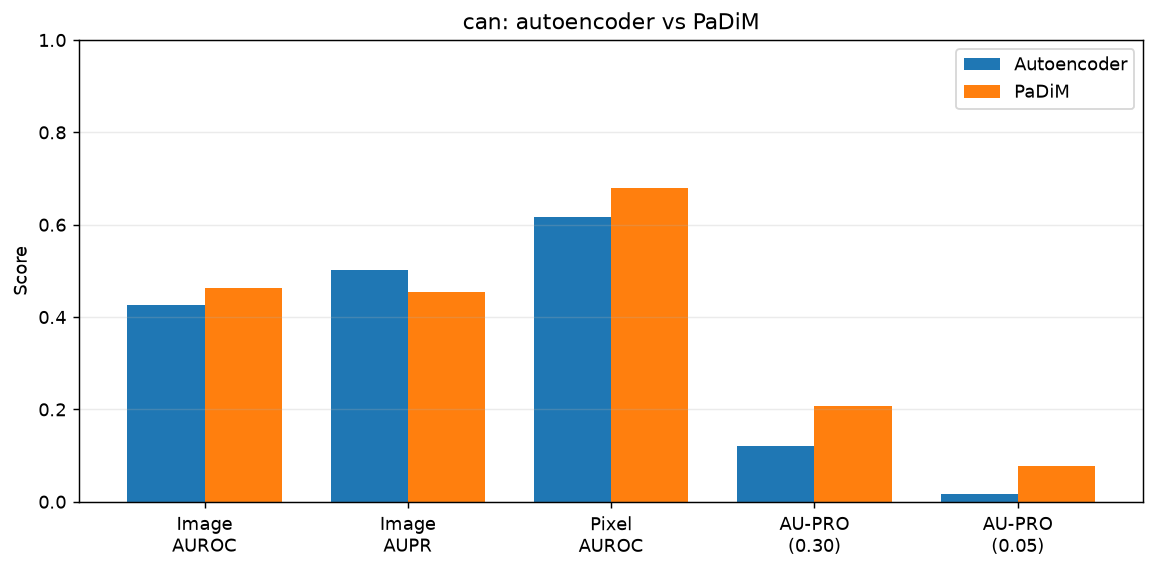 can: autoencoder vs PaDiM
Autoencoder
PaDiM
Score
1.0
0.8
0.6
0.4
0.2
0.0
Image
AUROC
Image
AUPR
Pixel
AUROC
AU-PRO
(0.30)
AU-PRO
(0.05)